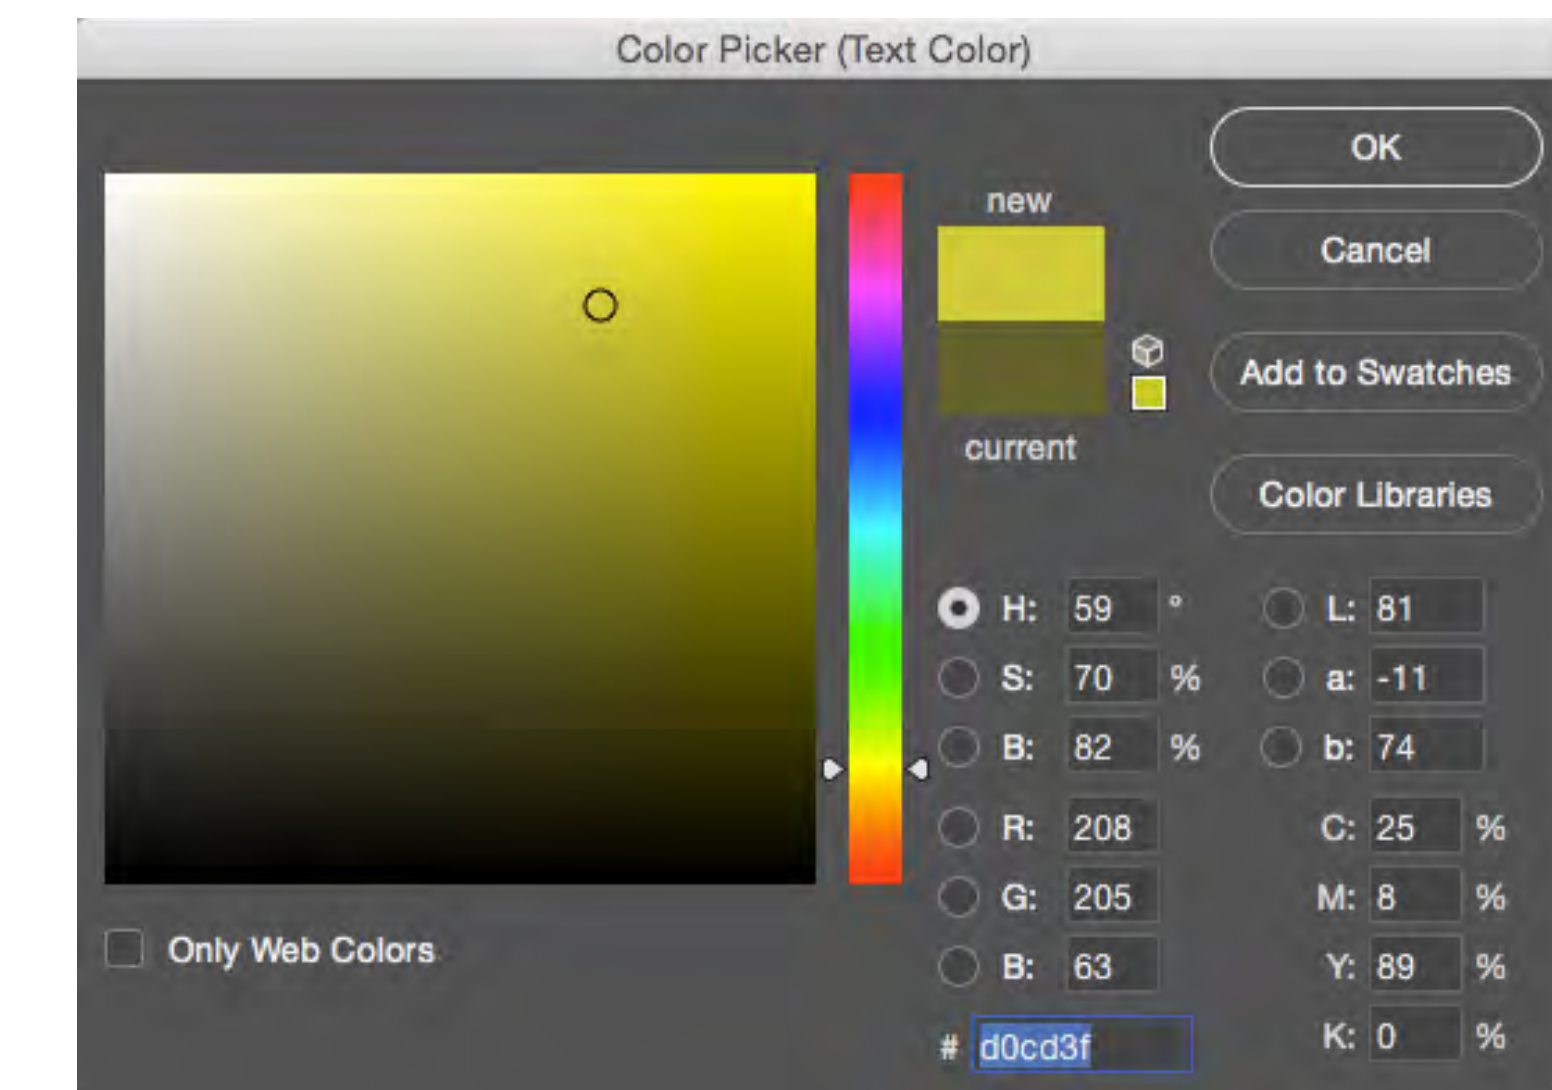 Color Picker (Text Color)
OK
new
Cancel
Add to Swatches
current
Color Libraries
H: 59 °
L: 81
S: 70 %
a: -11
B: 82 %
b: 74
R: 208
C: 25 %
G: 205
M: 8 %
Only Web Colors
B: 63
Y: 89 %
# d0cd3f
K: 0 %